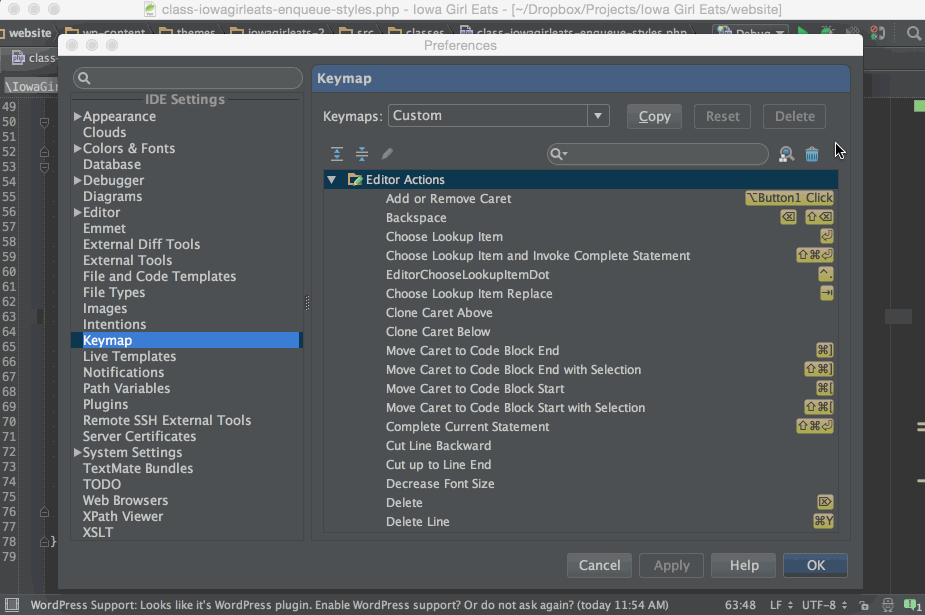 class-iowagirleats-enqueue-styles.php - Iowa Girl Eats - [~/Dropbox/Projects/Iowa Girl Eats/website]
website wp-content themes iowagirleats-2 src classes class-iowagirleats-enqueue-styles.php Debug
Preferences
class-
\IowaGir
IDE Settings
Appearance
Clouds
Colors & Fonts
Database
Debugger
Diagrams
Editor
Emmet
External Diff Tools
External Tools
File and Code Templates
File Types
Images
Intentions
Keymap
Live Templates
Notifications
Path Variables
Plugins
Remote SSH External Tools
Server Certificates
System Settings
TextMate Bundles
TODO
Web Browsers
XPath Viewer
XSLT
Keymap
Keymaps: Custom Copy Reset Delete
Editor Actions
Add or Remove Caret ⌥Button1 Click
Backspace ⌫ ⇧⌫
Choose Lookup Item ⏎
Choose Lookup Item and Invoke Complete Statement ⇧⌘⏎
EditorChooseLookupItemDot ^.
Choose Lookup Item Replace ⇥
Clone Caret Above
Clone Caret Below
Move Caret to Code Block End ⌘]
Move Caret to Code Block End with Selection ⇧⌘]
Move Caret to Code Block Start ⌘[
Move Caret to Code Block Start with Selection ⇧⌘[
Complete Current Statement ⇧⌘⏎
Cut Line Backward
Cut up to Line End
Decrease Font Size
Delete ⌦
Delete Line ⌘Y
Cancel Apply Help OK
49
50
51
52
53
54
55
56
57
58
59
60
61
62
63
64
65
66
67
68
69
70
71
72
73
74
75
76
77
78 }
79
WordPress Support: Looks like it's WordPress plugin. Enable WordPress support? Or do not ask again? (today 11:54 AM) 63:48 LF UTF-8 1